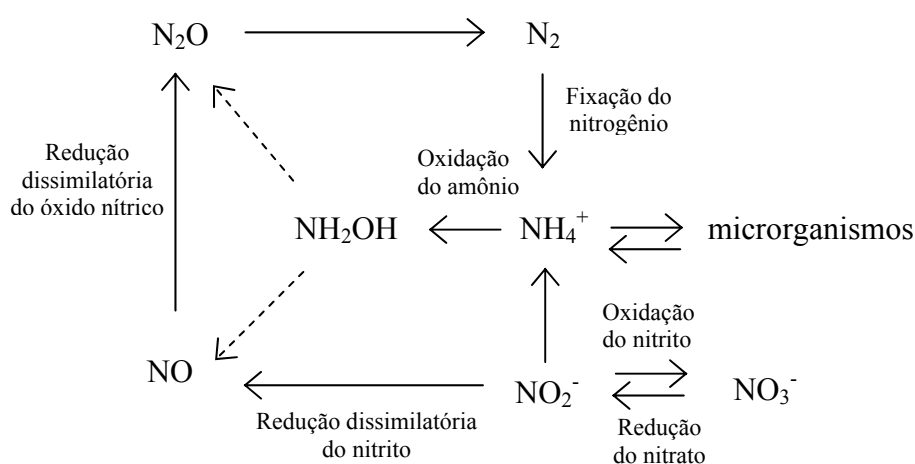 N₂O
N₂
Fixação do
nitrogênio
Redução
dissimilatória
do óxido nítrico
Oxidação
do amônio
NH₂OH
NH₄⁺
microrganismos
Oxidação
do nitrito
NO
NO₂⁻
NO₃⁻
Redução dissimilatória
do nitrito
Redução
do nitrato